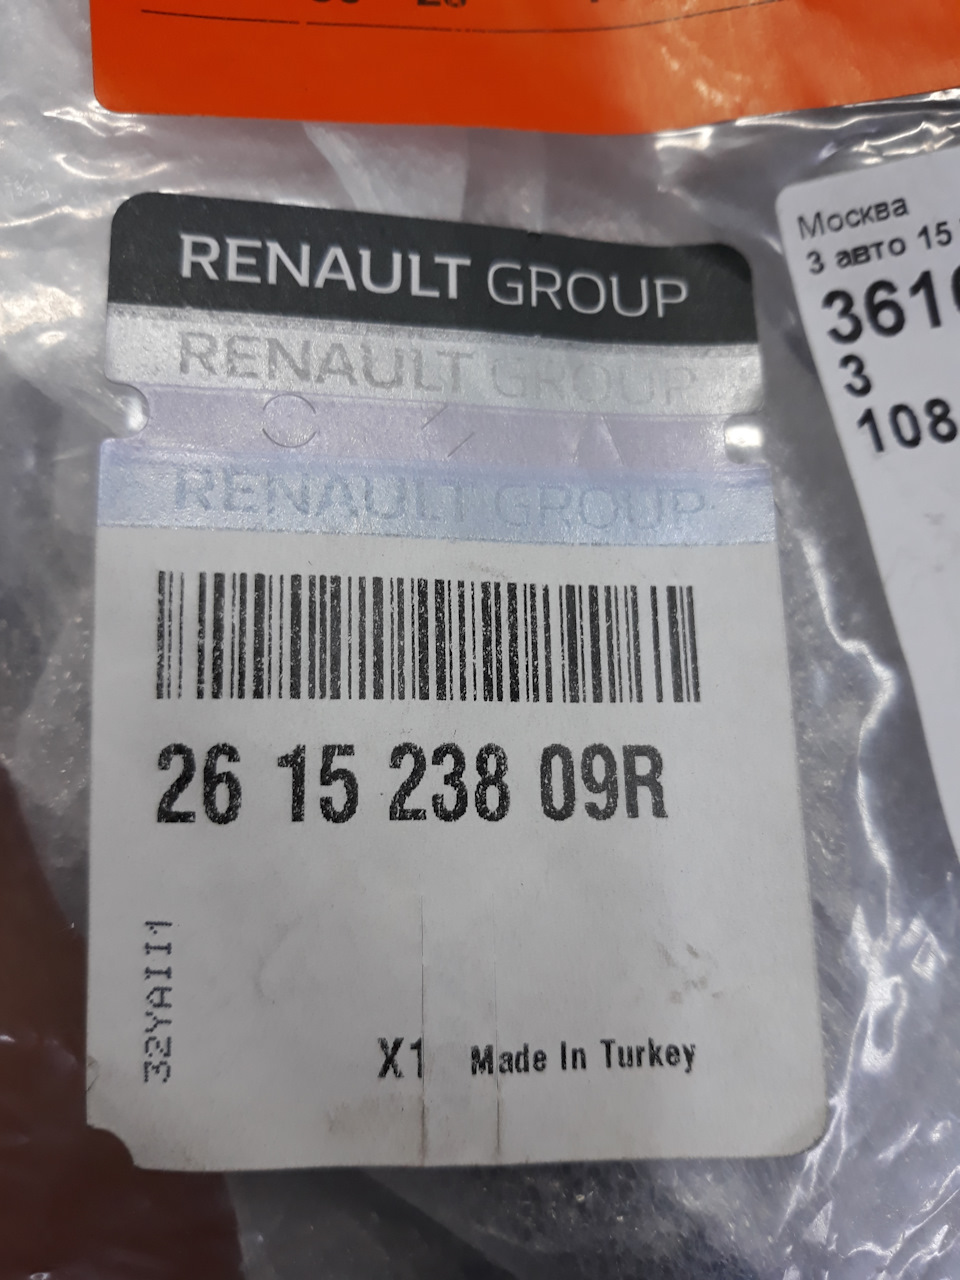 RENAULT GROUP
RENAULT GROUP
RENAULT GROUP
26 15 238 09R
32YAII1
X1 Made In Turkey
Москва
3 авто 15
361
3
108